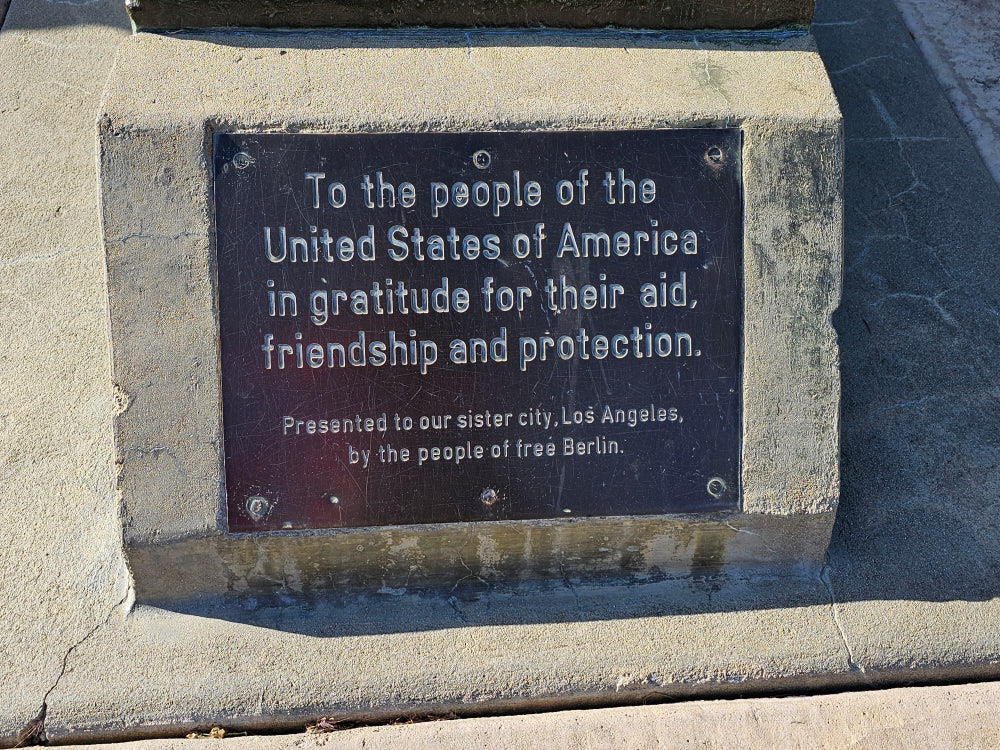 To the people of the
United States of America
in gratitude for their aid,
friendship and protection.
Presented to our sister city, Los Angeles,
by the people of free Berlin.